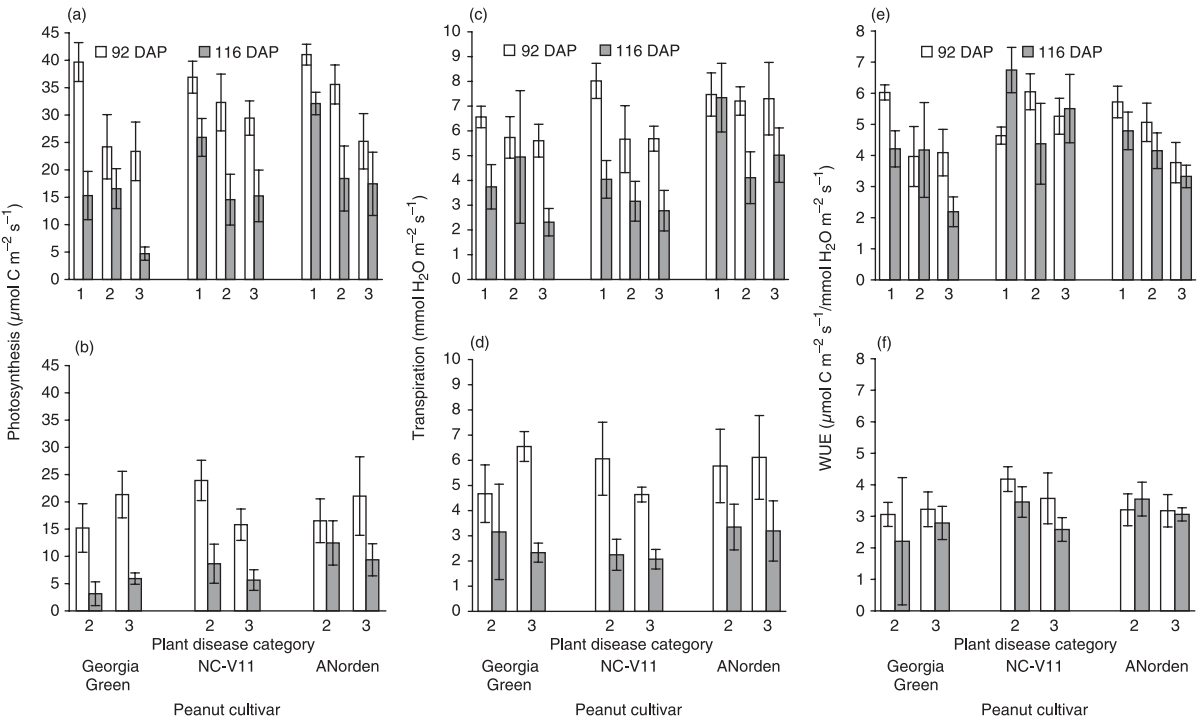 (a)
92 DAP 116 DAP
45
40
35
30
25
20
15
10
5
0
1 2 3 1 2 3 1 2 3
(b)
45
40
35
30
25
20
15
10
5
0
2 3 2 3 2 3
Photosynthesis (µmol C m−2 s−1)
Plant disease category
Georgia Green NC-V11 ANorden
Peanut cultivar
(c)
92 DAP 116 DAP
10
9
8
7
6
5
4
3
2
1
0
1 2 3 1 2 3 1 2 3
(d)
10
9
8
7
6
5
4
3
2
1
0
2 3 2 3 2 3
Transpiration (mmol H2O m−2 s−1)
Plant disease category
Georgia Green NC-V11 ANorden
Peanut cultivar
(e)
92 DAP 116 DAP
8
7
6
5
4
3
2
1
0
1 2 3 1 2 3 1 2 3
(f)
8
7
6
5
4
3
2
1
0
2 3 2 3 2 3
WUE (µmol C m−2 s−1/mmol H2O m−2 s−1)
Plant disease category
Georgia Green NC-V11 ANorden
Peanut cultivar